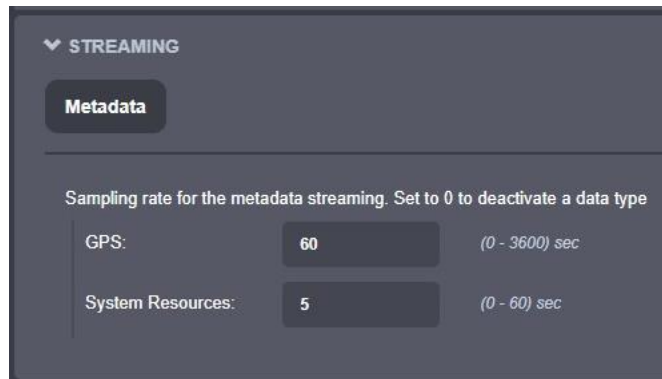 STREAMING
Metadata
Sampling rate for the metadata streaming. Set to 0 to deactivate a data type
GPS: 60 (0 - 3600) sec
System Resources: 5 (0 - 60) sec